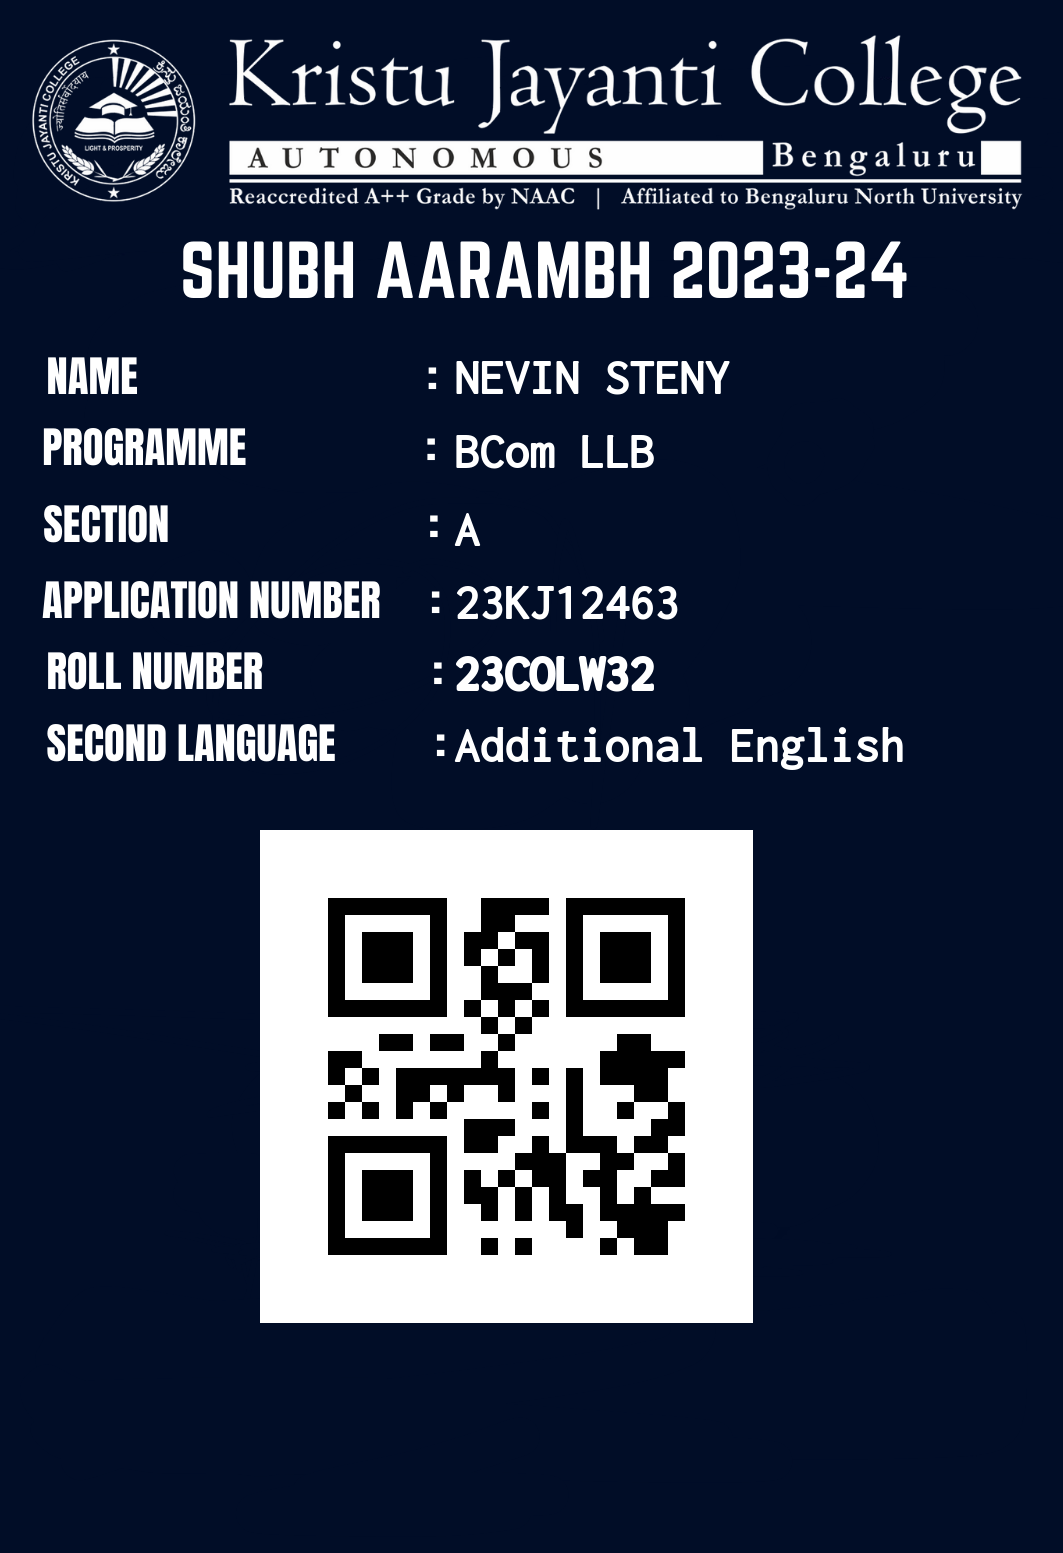 KRISTU JAYANTI COLLEGE
ಕ್ರಿಸ್ತು ಜಯಂತಿ ಕಾಲೇಜು
LIGHT & PROSPERITY
Kristu Jayanti College
AUTONOMOUS Bengaluru
Reaccredited A++ Grade by NAAC | Affiliated to Bengaluru North University
SHUBH AARAMBH 2023-24
NAME : NEVIN STENY
PROGRAMME : BCom LLB
SECTION : A
APPLICATION NUMBER : 23KJ12463
ROLL NUMBER : 23COLW32
SECOND LANGUAGE : Additional English